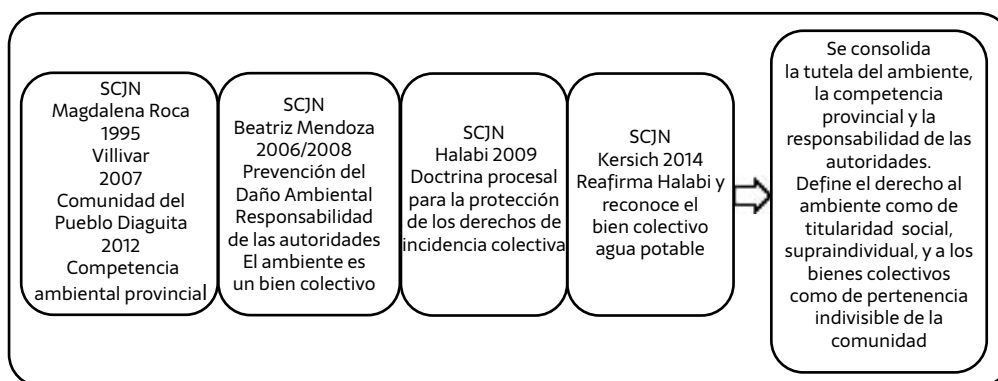 SCJN
Magdalena Roca
1995
Villivar
2007
Comunidad del
Pueblo Diaguita
2012
Competencia
ambiental provincial
SCJN
Beatriz Mendoza
2006/2008
Prevención del
Daño Ambiental
Responsabilidad
de las autoridades
El ambiente es
un bien colectivo
SCJN
Halabi 2009
Doctrina procesal
para la protección
de los derechos de
incidencia colectiva
SCJN
Kersich 2014
Reafirma Halabi y
reconoce el
bien colectivo
agua potable
Se consolida
la tutela del ambiente,
la competencia
provincial y la
responsabilidad de las
autoridades.
Define el derecho al
ambiente como de
titularidad social,
supraindividual, y a los
bienes colectivos
como de pertenencia
indivisible de la
comunidad